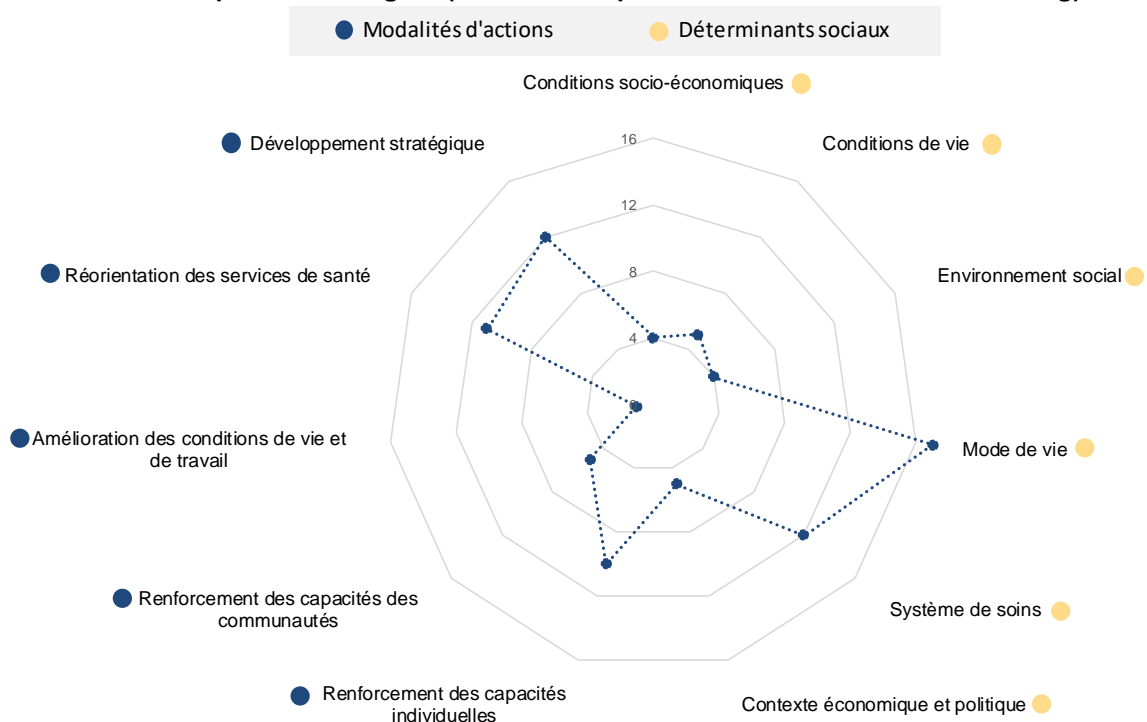 Modalités d'actions
Déterminants sociaux
Conditions socio-économiques
Développement stratégique
Conditions de vie
16
12
8
4
Réorientation des services de santé
Environnement social
Amélioration des conditions de vie et
de travail
Mode de vie
Renforcement des capacités des
communautés
Système de soins
Renforcement des capacités
individuelles
Contexte économique et politique